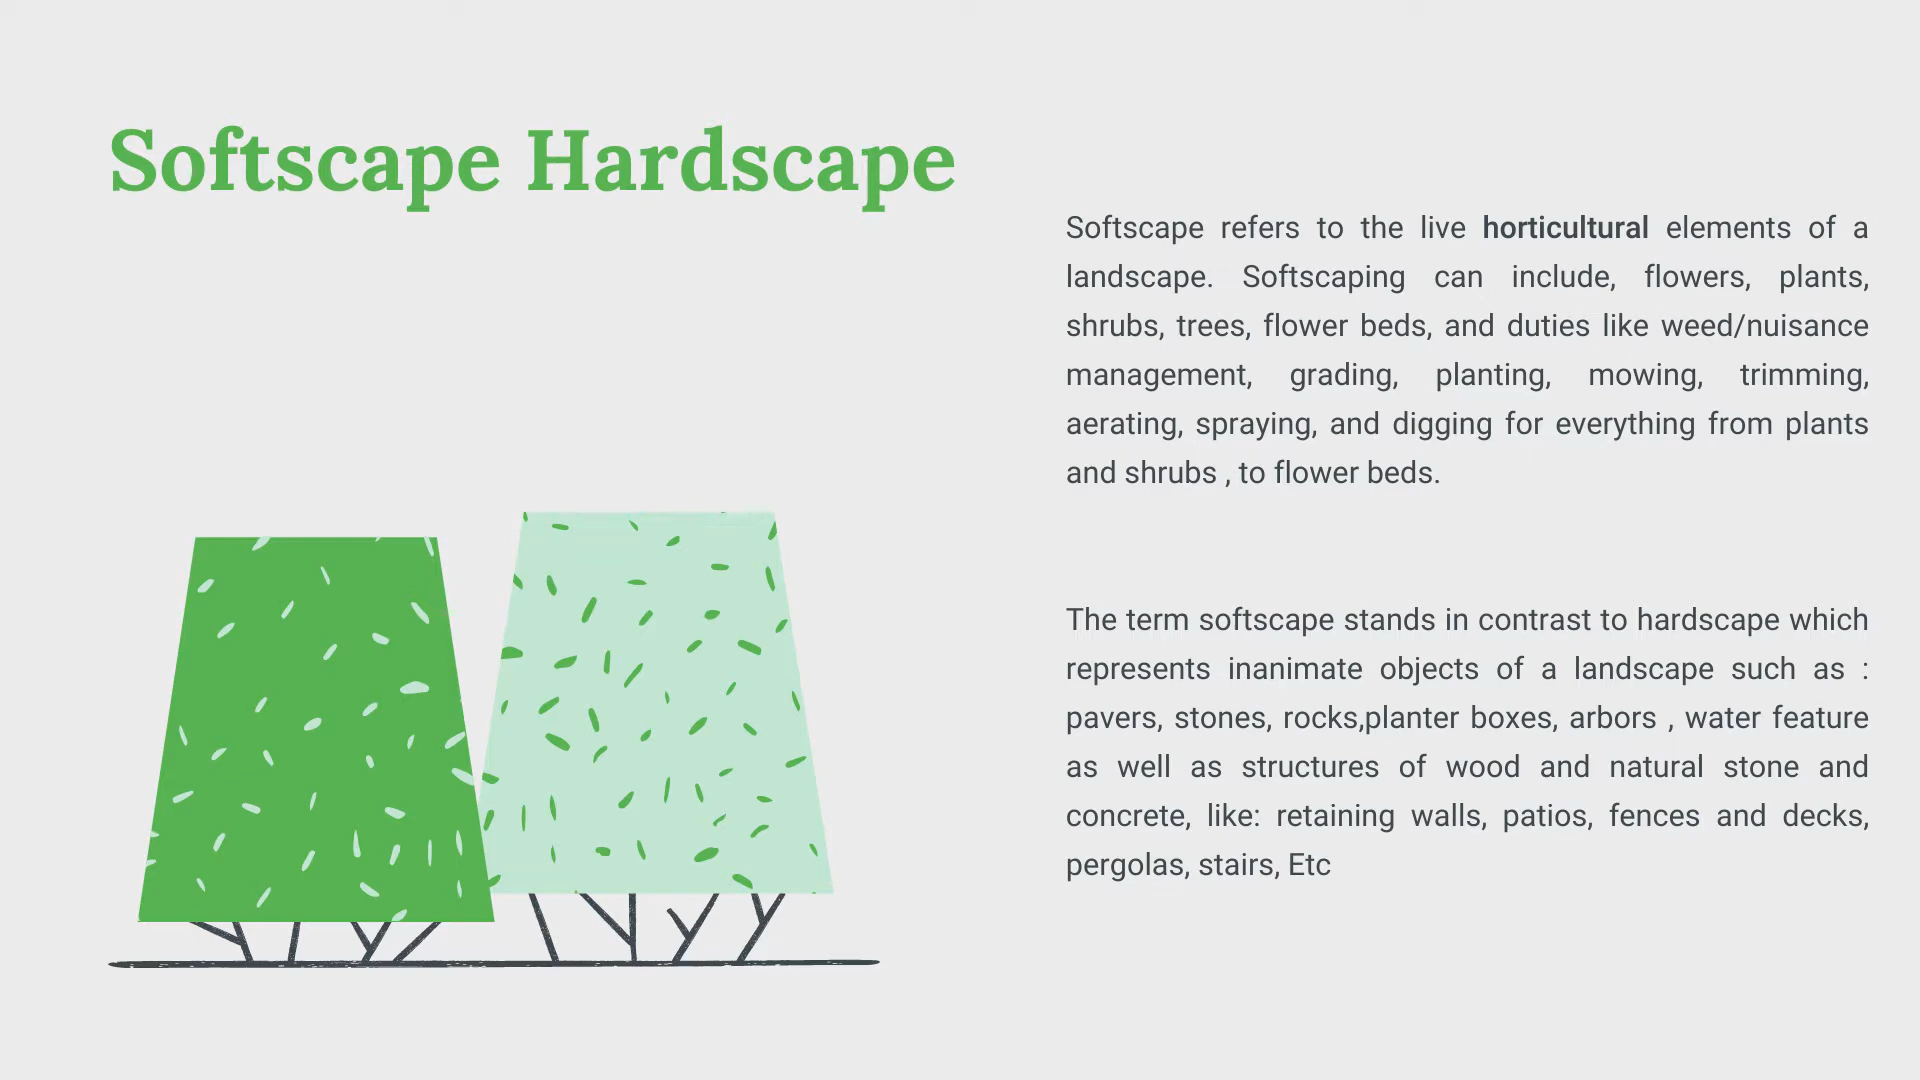 Softscape Hardscape
Softscape refers to the live horticultural elements of a
landscape. Softscaping can include, flowers, plants,
shrubs, trees, flower beds, and duties like weed/nuisance
management, grading, planting, mowing, trimming,
aerating, spraying, and digging for everything from plants
and shrubs , to flower beds.
The term softscape stands in contrast to hardscape which
represents inanimate objects of a landscape such as :
pavers, stones, rocks,planter boxes, arbors , water feature
as well as structures of wood and natural stone and
concrete, like: retaining walls, patios, fences and decks,
pergolas, stairs, Etc